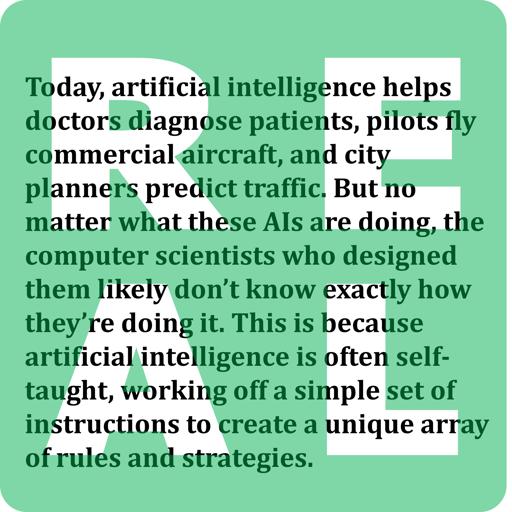 RE
AL
Today, artificial intelligence helps
doctors diagnose patients, pilots fly
commercial aircraft, and city
planners predict traffic. But no
matter what these AIs are doing, the
computer scientists who designed
them likely don’t know exactly how
they’re doing it. This is because
artificial intelligence is often self-
taught, working off a simple set of
instructions to create a unique array
of rules and strategies.